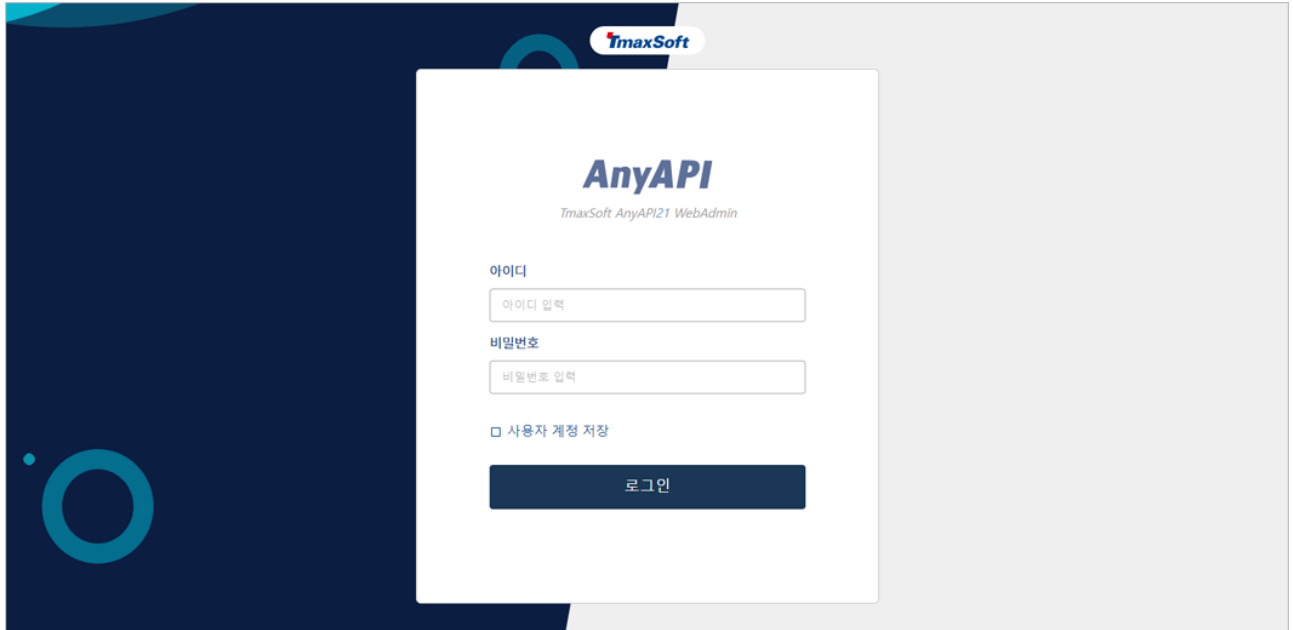 TmaxSoft
AnyAPI
TmaxSoft AnyAPI21 WebAdmin
아이디
아이디 입력
비밀번호
비밀번호 입력
사용자 계정 저장
로그인